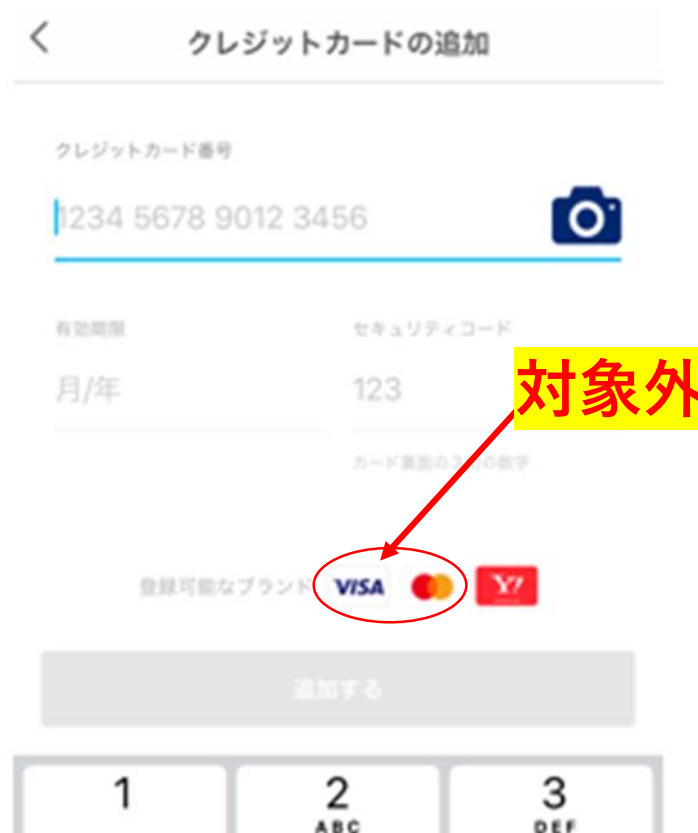 クレジットカードの追加
クレジットカード番号
1234 5678 9012 3456
有効期限
セキュリティコード
月/年
123
対象外
カード裏面の3桁の数字
登録可能なブランド VISA Y?
追加する
1
2
3
ABC
DEF